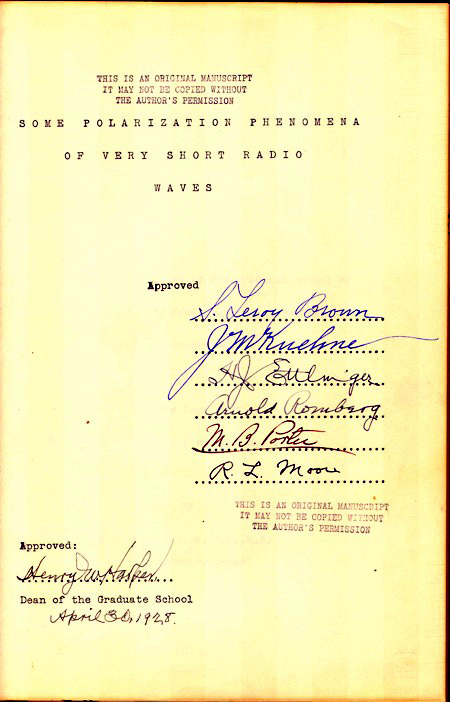 THIS IS AN ORIGINAL MANUSCRIPT
IT MAY NOT BE COPIED WITHOUT
THE AUTHOR'S PERMISSION
SOME POLARIZATION PHENOMENA
OF VERY SHORT RADIO
WAVES
Approved
S. Leroy Brown
J M Kuehne
H. J. Ettlinger
Arnold Romberg
M. B. Porter
R. L. Moore
THIS IS AN ORIGINAL MANUSCRIPT
IT MAY NOT BE COPIED WITHOUT
THE AUTHOR'S PERMISSION
Approved:
Henry W. Harper
Dean of the Graduate School
April 30, 1928.